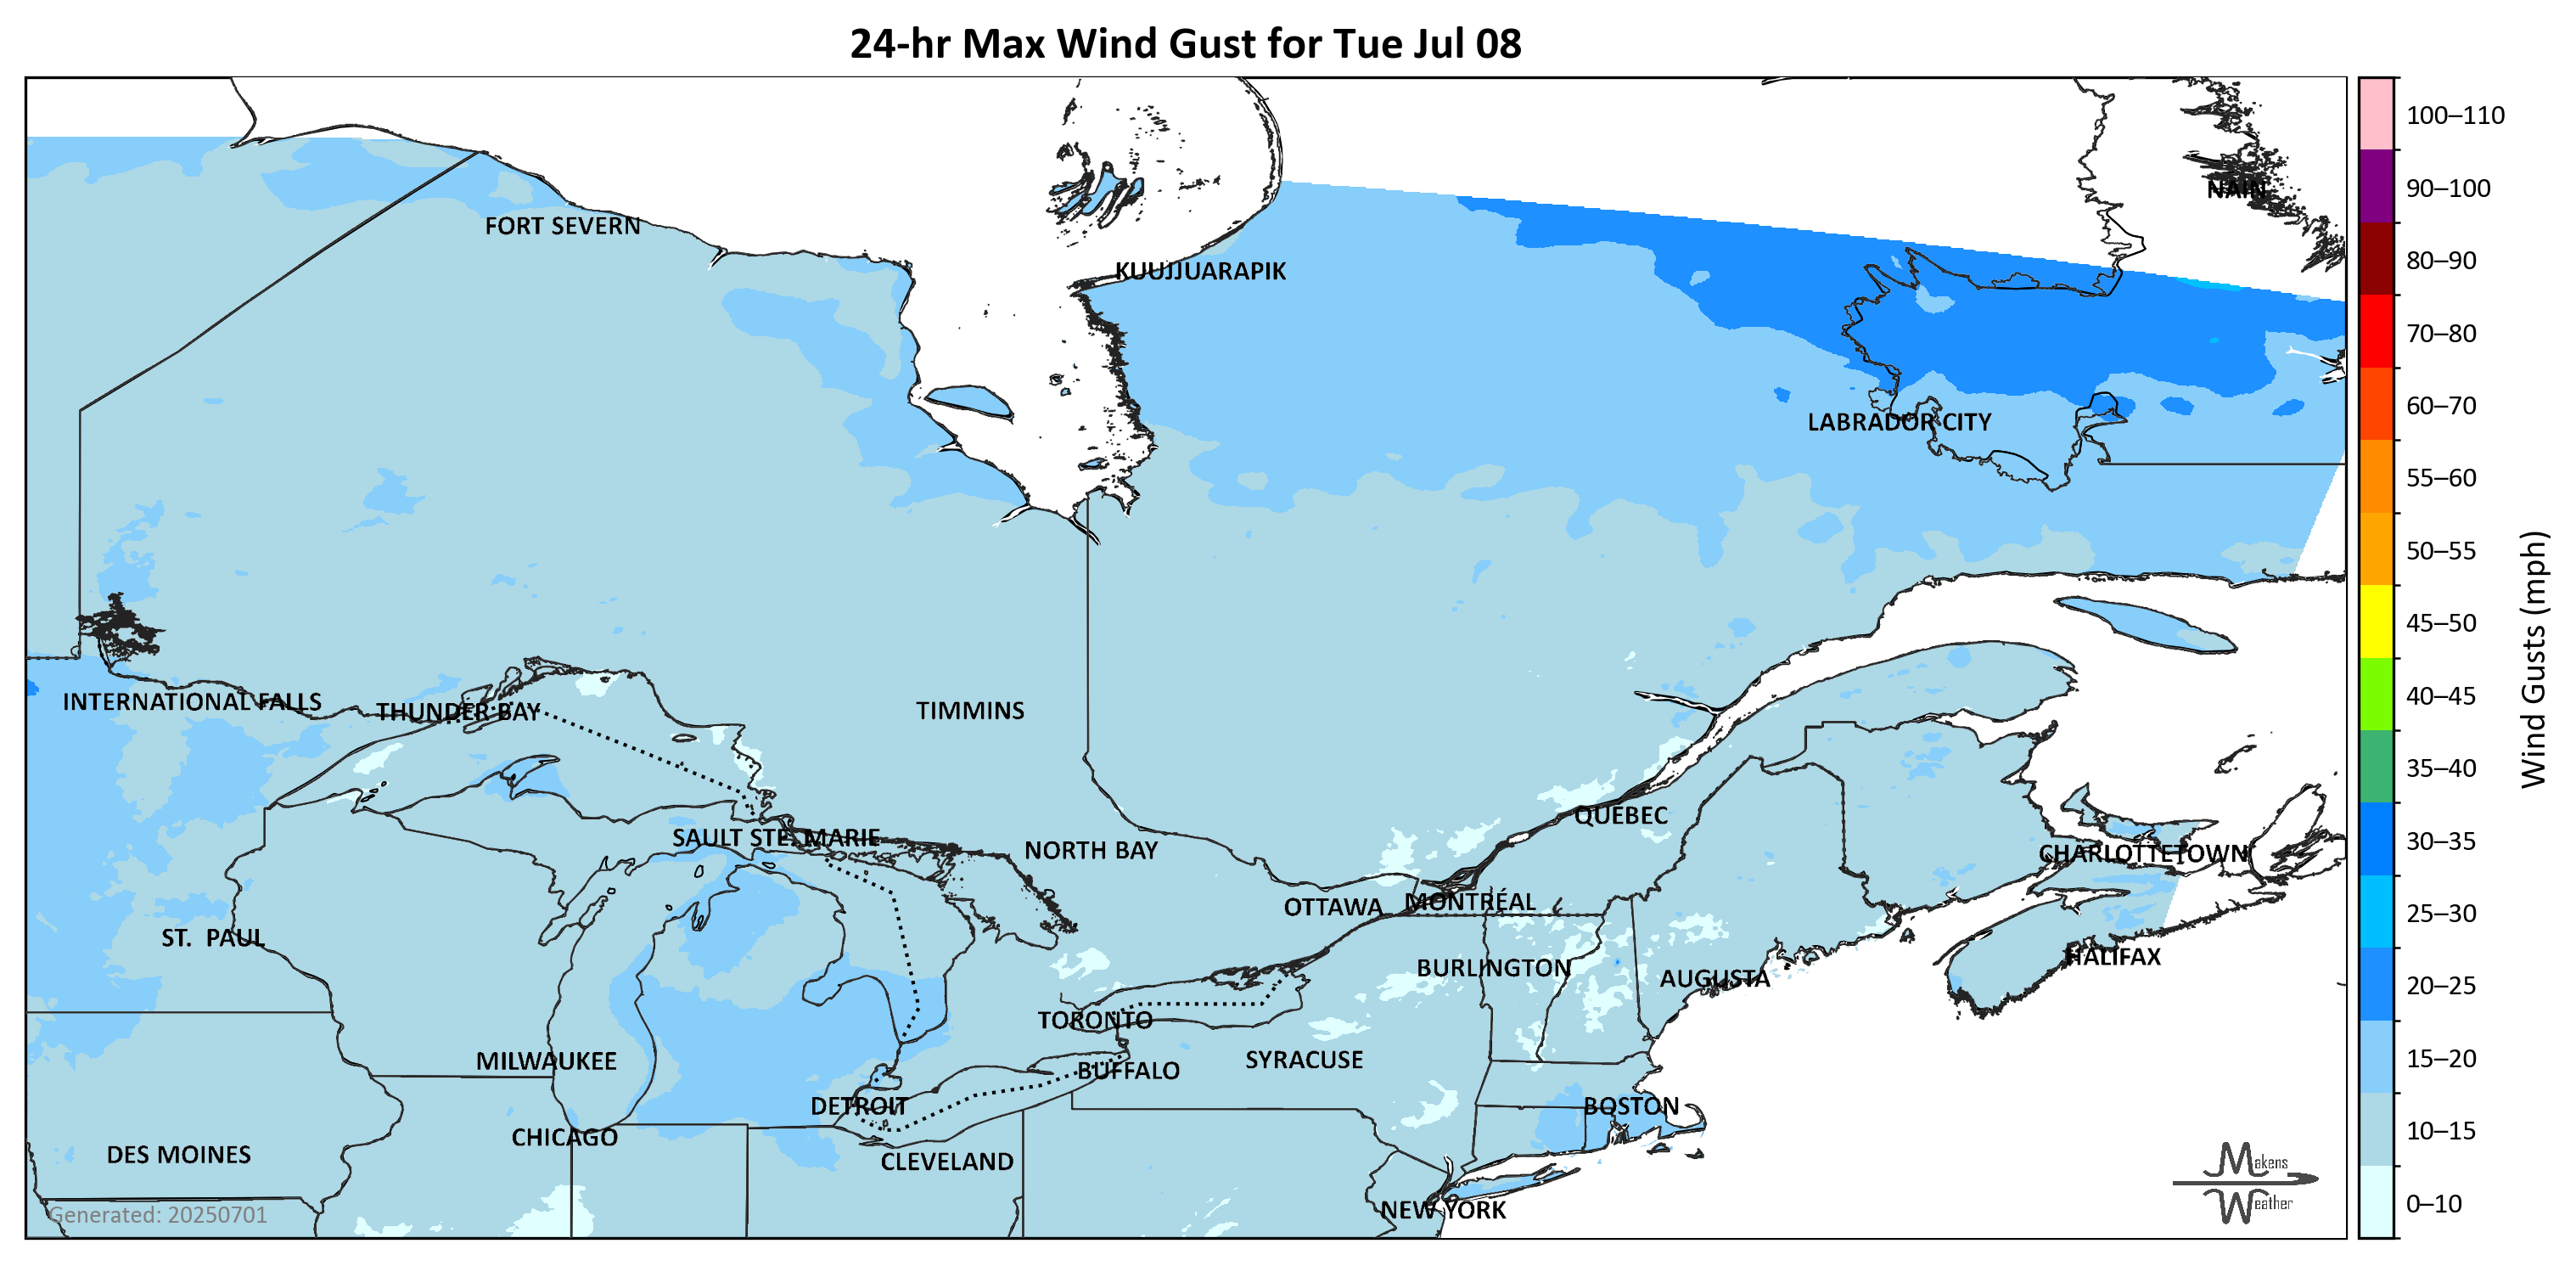 24-hr Max Wind Gust for Tue Jul 08
100–110
NAIN
90–100
FORT SEVERN
KUUJJUARAPIK
80–90
70–80
60–70
LABRADOR CITY
55–60
50–55
45–50
Wind Gusts (mph)
INTERNATIONAL FALLS
THUNDER BAY
TIMMINS
40–45
35–40
QUÉBEC
SAULT STE. MARIE
NORTH BAY
CHARLOTTETOWN
30–35
OTTAWA
MONTRÉAL
25–30
ST. PAUL
BURLINGTON
AUGUSTA
HALIFAX
20–25
TORONTO
MILWAUKEE
BUFFALO
SYRACUSE
15–20
DETROIT
BOSTON
CHICAGO
10–15
DES MOINES
CLEVELAND
Makens
Weather
NEW YORK
0–10
Generated: 20250701